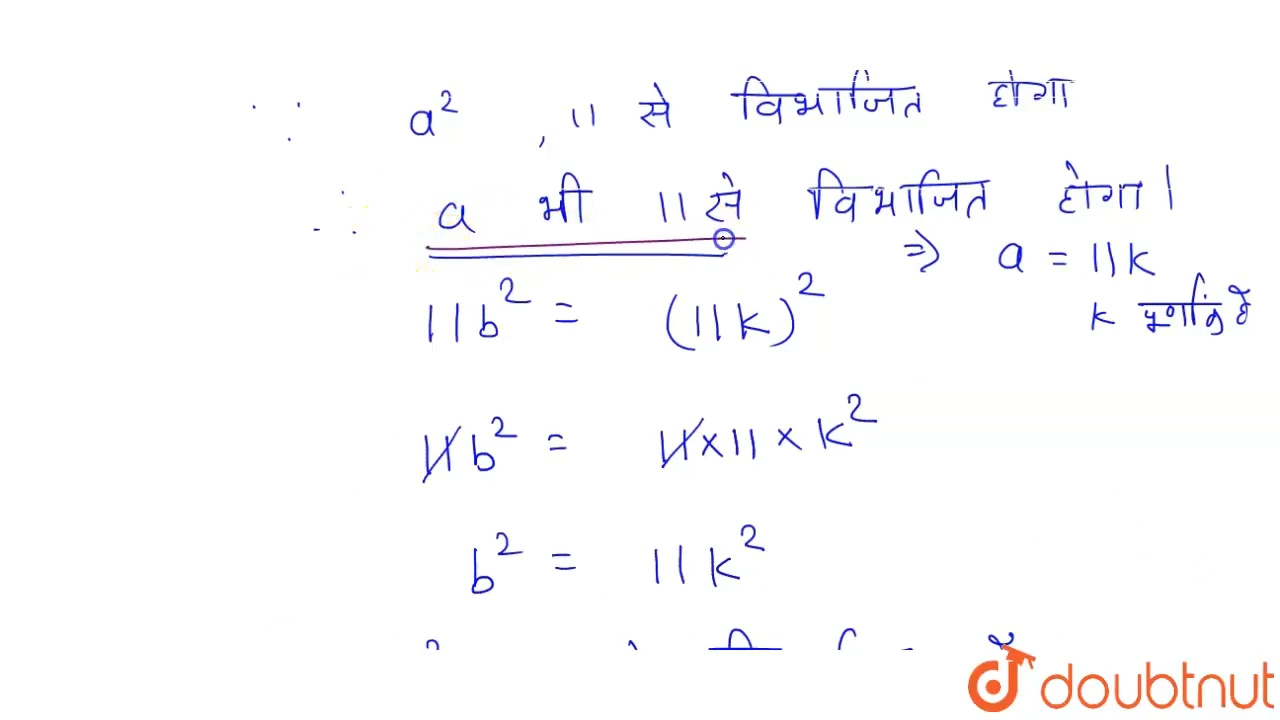 ∵ a² , 11 से विभाजित होगा
∴ a भी 11 से विभाजित होगा।
⇒ a = 11k
k पूर्णांक है
11b² = (11k)²
11b² = 11 × 11 × k²
b² = 11k²
doubtnut